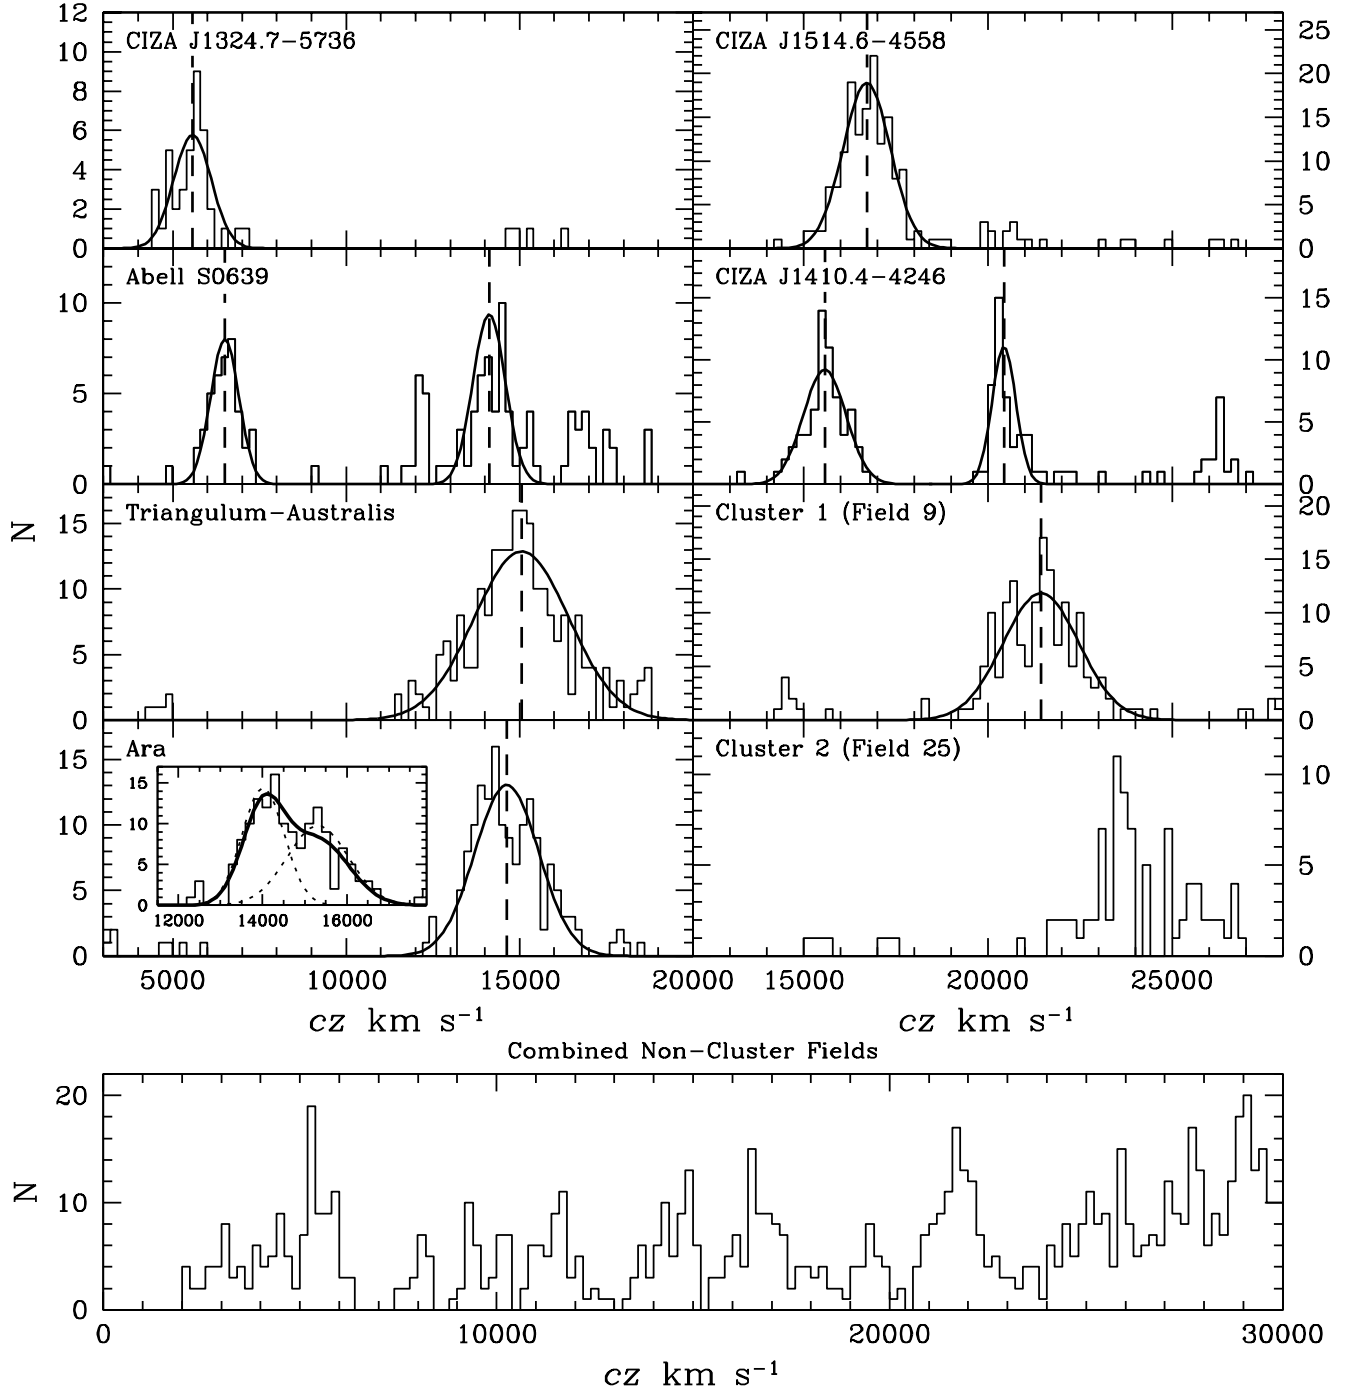 12 CIZA J1324.7−5736 CIZA J1514.6−4558 25
10 20
8 15
6 10
4 5
2 0
0
Abell S0639 CIZA J1410.4−4246
10 15
5 10
0 5
0
N
Triangulum−Australis Cluster 1 (Field 9) 20
15 15
10 10
5 5
0 0
Ara Cluster 2 (Field 25)
15 10
10 5
5 0
0
15
10
5
0
12000 14000 16000
5000 10000 15000 20000 15000 20000 25000
cz km s⁻¹ cz km s⁻¹
Combined Non−Cluster Fields
20
N
10
0
0 10000 20000 30000
cz km s⁻¹